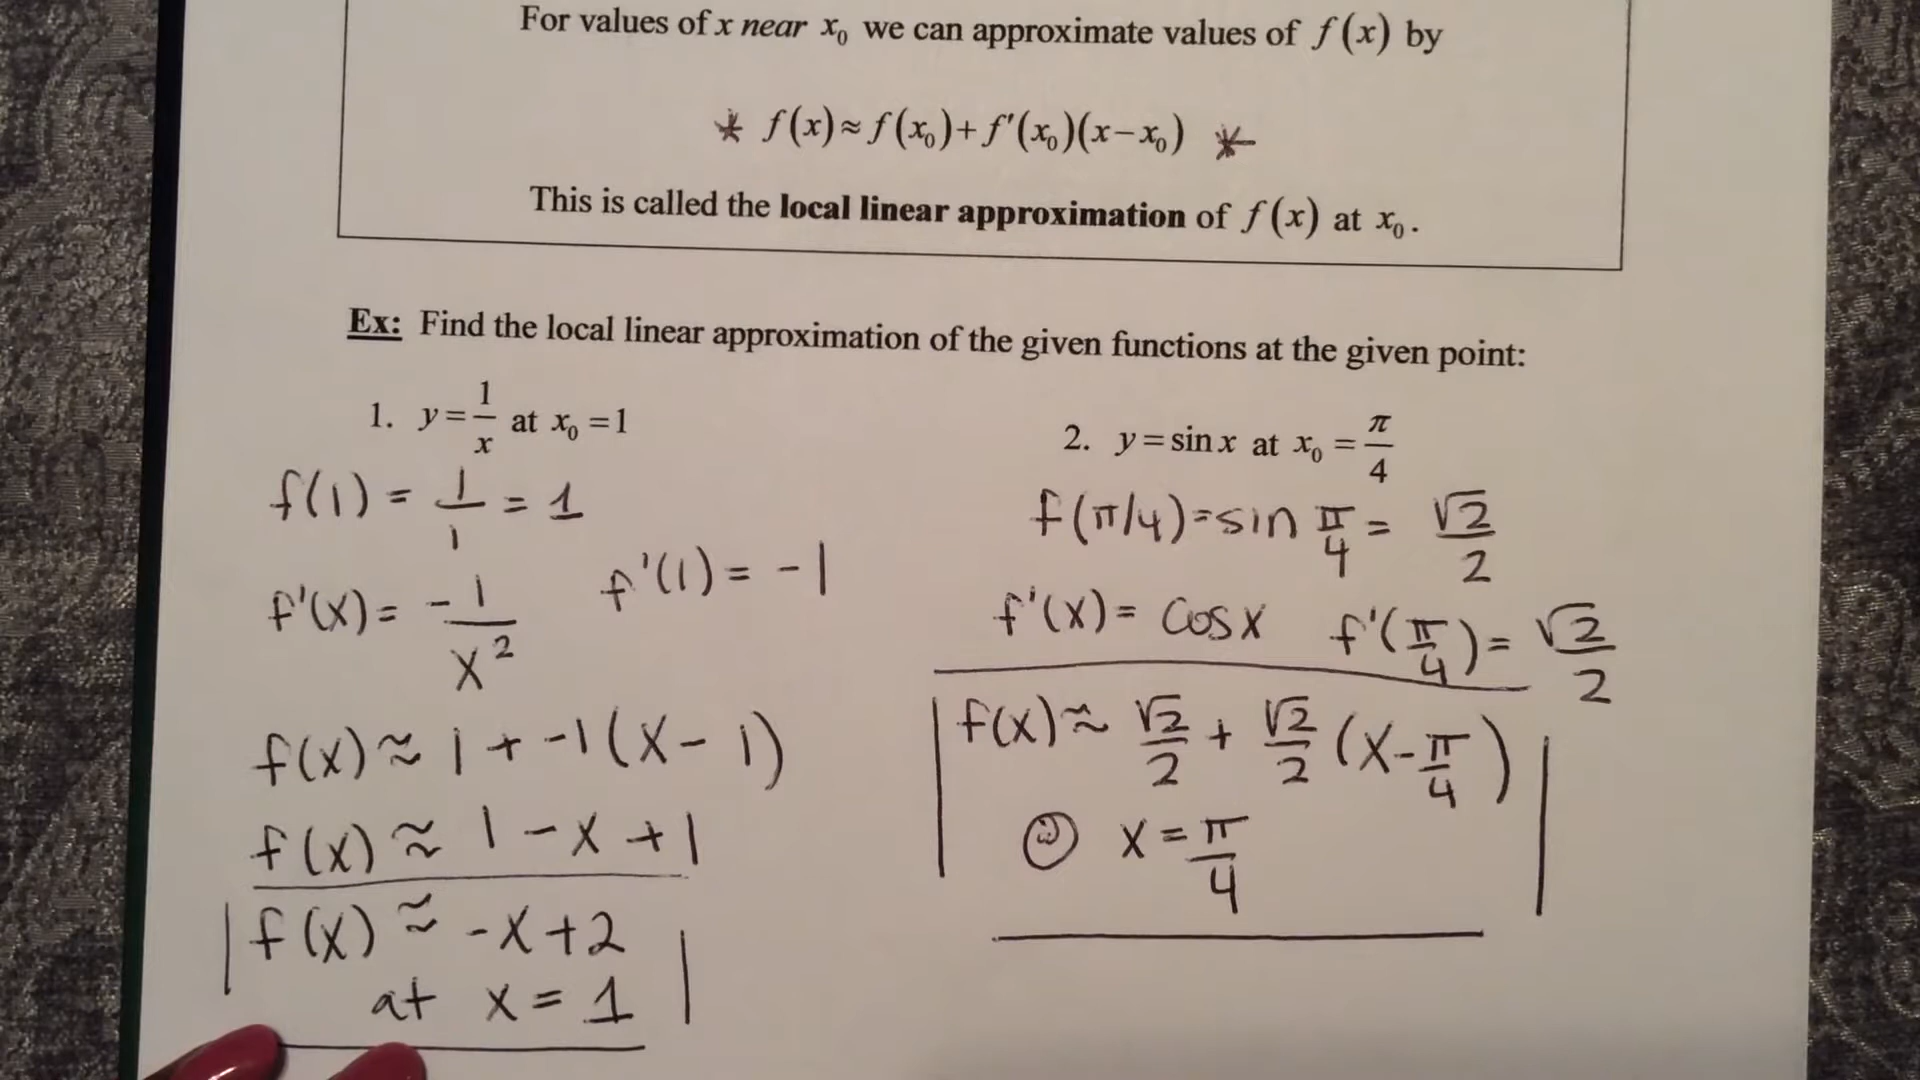 For values of x near x₀ we can approximate values of f(x) by
* f(x)≈f(x₀)+f'(x₀)(x−x₀) *
This is called the local linear approximation of f(x) at x₀.
Ex: Find the local linear approximation of the given functions at the given point:
1. y=1/x at x₀=1
f(1) = 1/1 = 1
f'(x) = -1/x² f'(1) = -1
f(x) ≈ 1 + -1(x-1)
f(x) ≈ 1 - x + 1
f(x) ≈ -x+2
at x = 1
2. y=sin x at x₀=π/4
f(π/4)=sin π/4 = √2/2
f'(x) = cos x f'(π/4) = √2/2
f(x) ≈ √2/2 + √2/2 (x-π/4)
☺ x = π/4